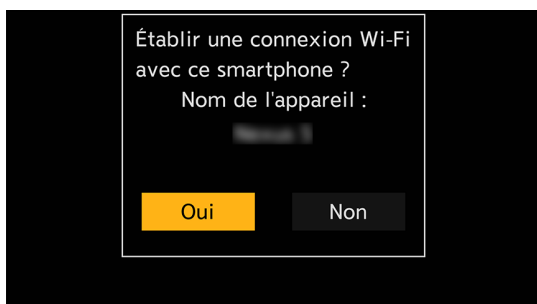 Établir une connexion Wi-Fi
avec ce smartphone ?
Nom de l'appareil :
Oui
Non